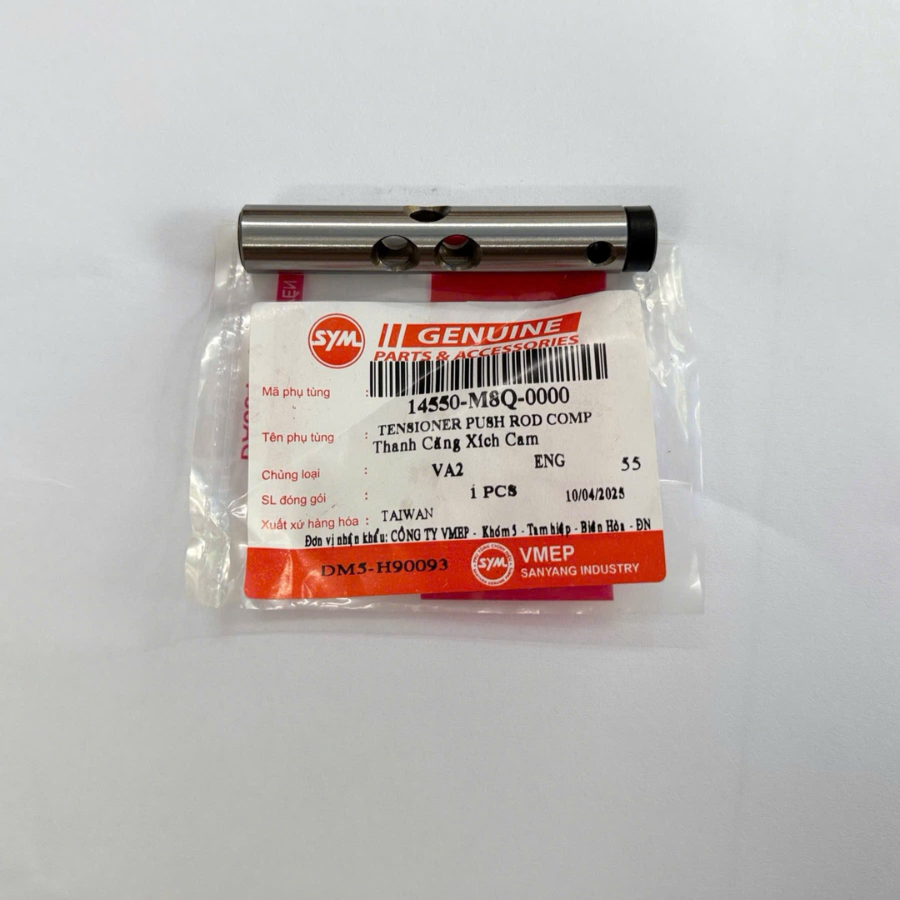 SYM GENUINE
PARTS & ACCESSORIES
Mã phụ tùng : 14550-M8Q-0000
Tên phụ tùng : TENSIONER PUSH ROD COMP
Thanh Căng Xích Cam
Chủng loại : VA2 ENG 55
SL đóng gói : 1 PCS 10/04/2025
Xuất xứ hàng hóa : TAIWAN
Đơn vị nhận khẩu: CÔNG TY VMEP - Khóm 5 - Tam hiệp - Biên Hòa - ĐN
DM5-H90093 SYM VMEP
SANYANG INDUSTRY